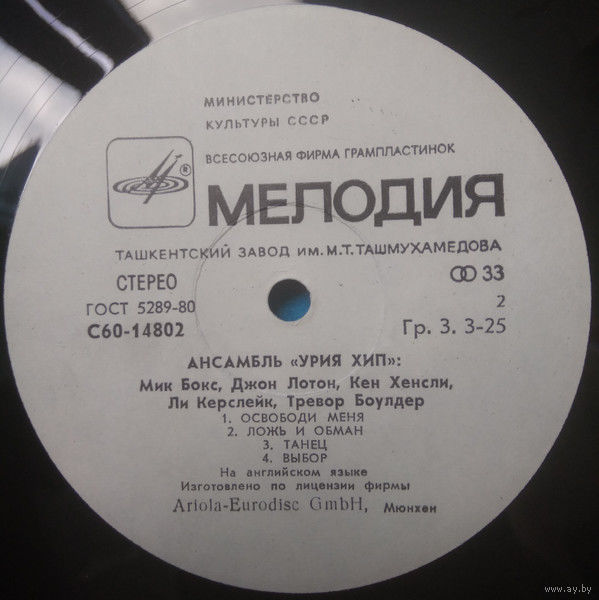 МИНИСТЕРСТВО
КУЛЬТУРЫ СССР
ВСЕСОЮЗНАЯ ФИРМА ГРАМПЛАСТИНОК
®
МЕЛОДИЯ
ТАШКЕНТСКИЙ ЗАВОД ИМ. М.Т. ТАШМУХАМЕДОВА
СТЕРЕО
33
ГОСТ 5289-80
2
С60-14802
Гр. 3. 3-25
АНСАМБЛЬ «УРИЯ ХИП»:
Мик Бокс, Джон Лотон, Кен Хенсли,
Ли Керслейк, Тревор Боулдер
1. ОСВОБОДИ МЕНЯ
2. ЛОЖЬ И ОБМАН
3. ТАНЕЦ
4. ВЫБОР
На английском языке
Изготовлено по лицензии фирмы
Ariola-Eurodisc GmbH, Мюнхен
www.ay.by